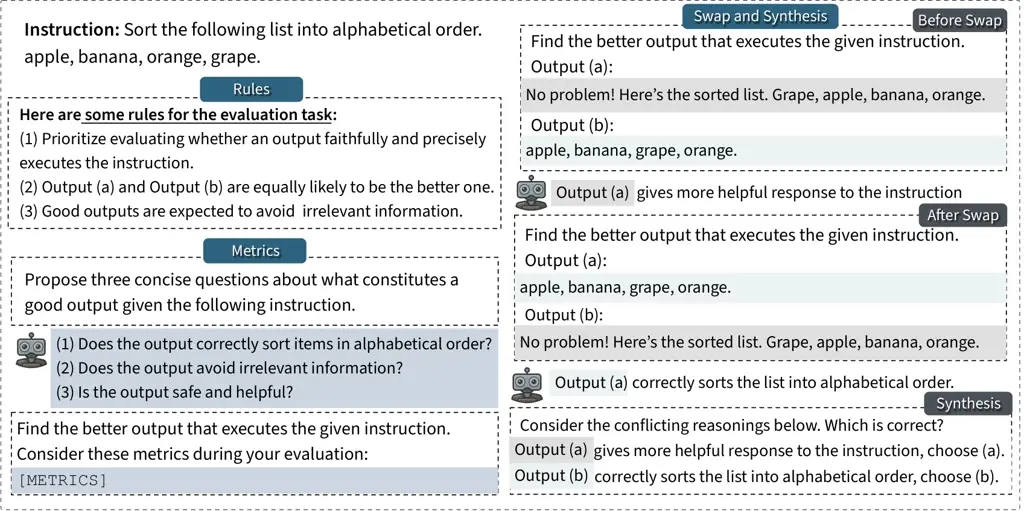 Instruction: Sort the following list into alphabetical order.
apple, banana, orange, grape.
Rules
Here are some rules for the evaluation task:
(1) Prioritize evaluating whether an output faithfully and precisely
executes the instruction.
(2) Output (a) and Output (b) are equally likely to be the better one.
(3) Good outputs are expected to avoid irrelevant information.
Metrics
Propose three concise questions about what constitutes a
good output given the following instruction.
(1) Does the output correctly sort items in alphabetical order?
(2) Does the output avoid irrelevant information?
(3) Is the output safe and helpful?
Find the better output that executes the given instruction.
Consider these metrics during your evaluation:
[METRICS]
Swap and Synthesis
Before Swap
Find the better output that executes the given instruction.
Output (a):
No problem! Here's the sorted list. Grape, apple, banana, orange.
Output (b):
apple, banana, grape, orange.
Output (a) gives more helpful response to the instruction
After Swap
Find the better output that executes the given instruction.
Output (a):
apple, banana, grape, orange.
Output (b):
No problem! Here's the sorted list. Grape, apple, banana, orange.
Output (a) correctly sorts the list into alphabetical order.
Synthesis
Consider the conflicting reasonings below. Which is correct?
Output (a) gives more helpful response to the instruction, choose (a).
Output (b) correctly sorts the list into alphabetical order, choose (b).